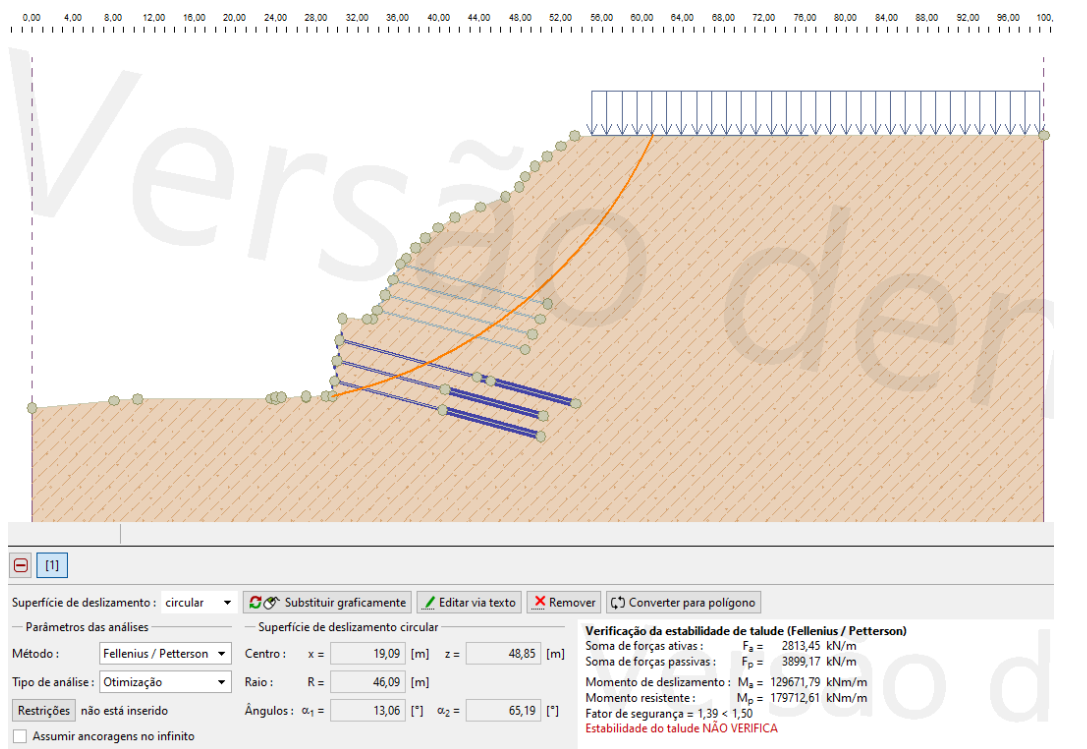 0,00 4,00 8,00 12,00 16,00 20,00 24,00 28,00 32,00 36,00 40,00 44,00 48,00 52,00 56,00 60,00 64,00 68,00 72,00 76,00 80,00 84,00 88,00 92,00 96,00 100,
Versão den
[1]
Superfície de deslizamento : circular Substituir graficamente Editar via texto Remover Converter para polígono
Parâmetros das análises Superfície de deslizamento circular
Método : Fellenius / Petterson Centro : x = 19,09 [m] z = 48,85 [m]
Tipo de análise : Otimização Raio : R = 46,09 [m]
Restrições não está inserido Ângulos : α1 = 13,06 [°] α2 = 65,19 [°]
Assumir ancoragens no infinito
Verificação da estabilidade de talude (Fellenius / Petterson)
Soma de forças ativas : Fa = 2813,45 kN/m
Soma de forças passivas : Fp = 3899,17 kN/m
Momento de deslizamento : Ma = 129671,79 kNm/m
Momento resistente : Mp = 179712,61 kNm/m
Fator de segurança = 1,39 < 1,50
Estabilidade do talude NÃO VERIFICA
Versão d